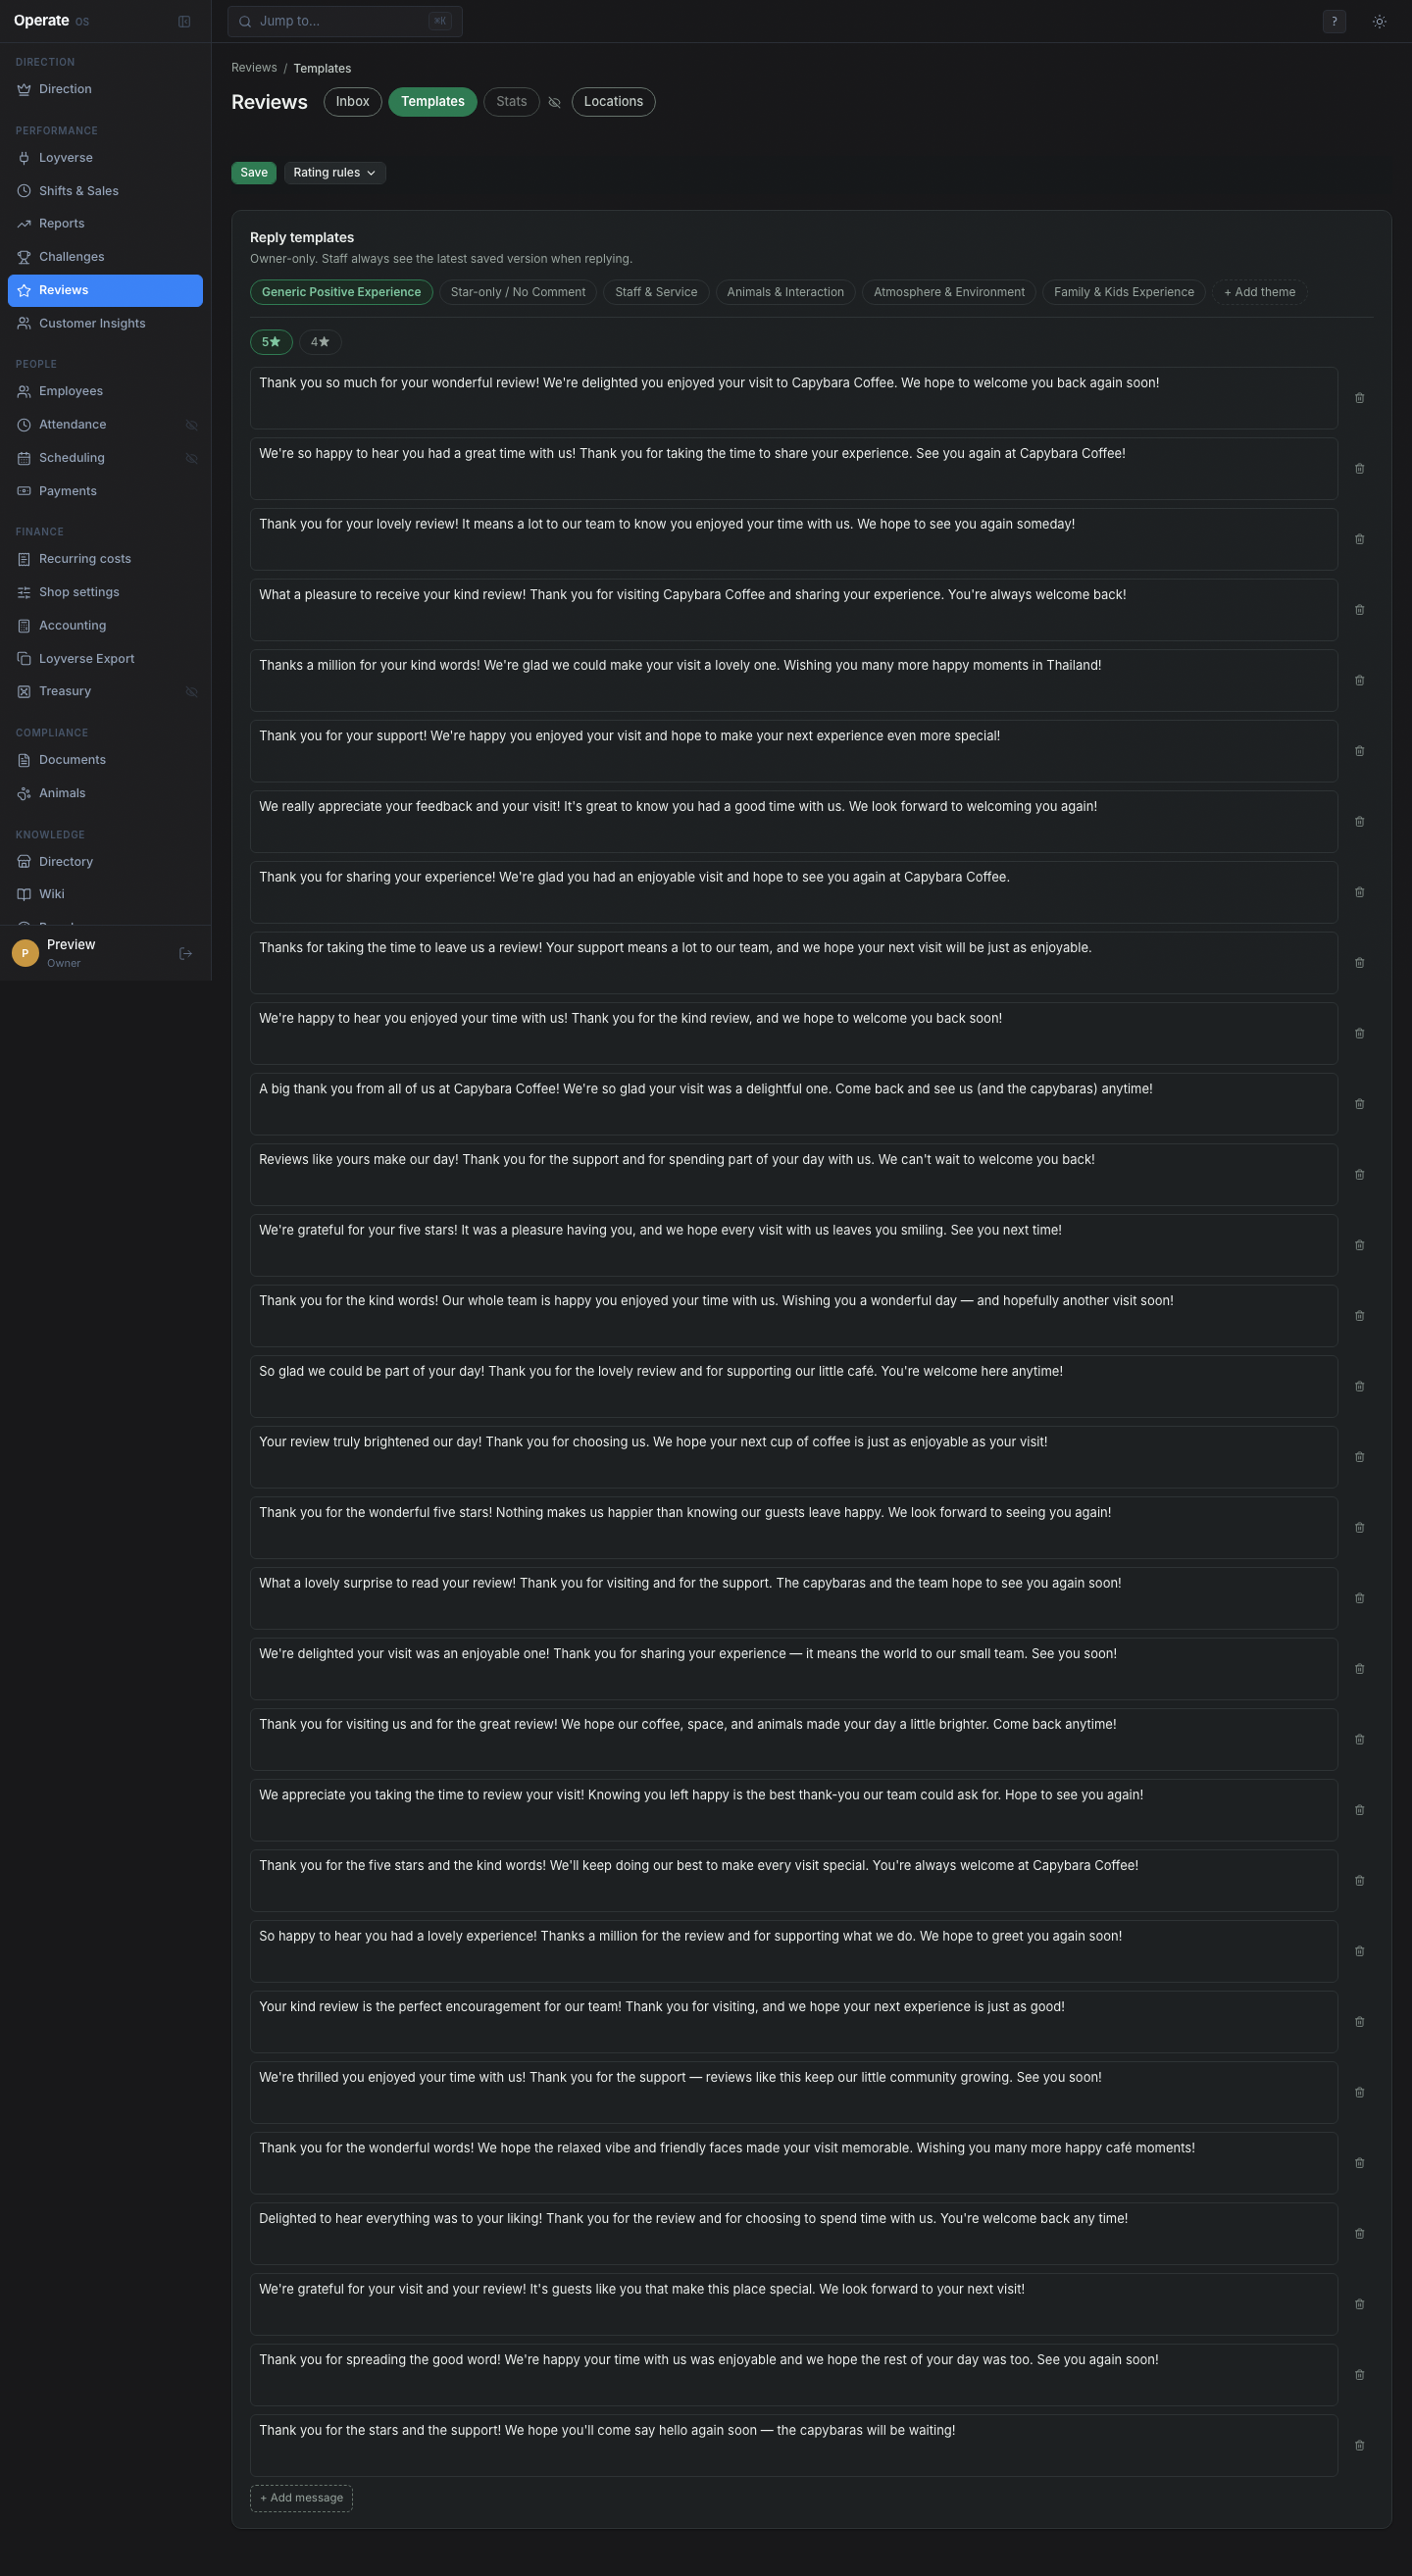 Operate OS
Jump to...
⌘K
?
DIRECTION
Direction
PERFORMANCE
Loyverse
Shifts & Sales
Reports
Challenges
Reviews
Customer Insights
PEOPLE
Employees
Attendance
Scheduling
Payments
FINANCE
Recurring costs
Shop settings
Accounting
Loyverse Export
Treasury
COMPLIANCE
Documents
Animals
KNOWLEDGE
Directory
Wiki
P
Preview
Owner
Reviews / Templates
Reviews
Inbox
Templates
Stats
Locations
Save
Rating rules
Reply templates
Owner-only. Staff always see the latest saved version when replying.
Generic Positive Experience
Star-only / No Comment
Staff & Service
Animals & Interaction
Atmosphere & Environment
Family & Kids Experience
+ Add theme
5★
4★
Thank you so much for your wonderful review! We're delighted you enjoyed your visit to Capybara Coffee. We hope to welcome you back again soon!
We're so happy to hear you had a great time with us! Thank you for taking the time to share your experience. See you again at Capybara Coffee!
Thank you for your lovely review! It means a lot to our team to know you enjoyed your time with us. We hope to see you again someday!
What a pleasure to receive your kind review! Thank you for visiting Capybara Coffee and sharing your experience. You're always welcome back!
Thanks a million for your kind words! We're glad we could make your visit a lovely one. Wishing you many more happy moments in Thailand!
Thank you for your support! We're happy you enjoyed your visit and hope to make your next experience even more special!
We really appreciate your feedback and your visit! It's great to know you had a good time with us. We look forward to welcoming you again!
Thank you for sharing your experience! We're glad you had an enjoyable visit and hope to see you again at Capybara Coffee.
Thanks for taking the time to leave us a review! Your support means a lot to our team, and we hope your next visit will be just as enjoyable.
We're happy to hear you enjoyed your time with us! Thank you for the kind review, and we hope to welcome you back soon!
A big thank you from all of us at Capybara Coffee! We're so glad your visit was a delightful one. Come back and see us (and the capybaras) anytime!
Reviews like yours make our day! Thank you for the support and for spending part of your day with us. We can't wait to welcome you back!
We're grateful for your five stars! It was a pleasure having you, and we hope every visit with us leaves you smiling. See you next time!
Thank you for the kind words! Our whole team is happy you enjoyed your time with us. Wishing you a wonderful day — and hopefully another visit soon!
So glad we could be part of your day! Thank you for the lovely review and for supporting our little café. You're welcome here anytime!
Your review truly brightened our day! Thank you for choosing us. We hope your next cup of coffee is just as enjoyable as your visit!
Thank you for the wonderful five stars! Nothing makes us happier than knowing our guests leave happy. We look forward to seeing you again!
What a lovely surprise to read your review! Thank you for visiting and for the support. The capybaras and the team hope to see you again soon!
We're delighted your visit was an enjoyable one! Thank you for sharing your experience — it means the world to our small team. See you soon!
Thank you for visiting us and for the great review! We hope our coffee, space, and animals made your day a little brighter. Come back anytime!
We appreciate you taking the time to review your visit! Knowing you left happy is the best thank-you our team could ask for. Hope to see you again!
Thank you for the five stars and the kind words! We'll keep doing our best to make every visit special. You're always welcome at Capybara Coffee!
So happy to hear you had a lovely experience! Thanks a million for the review and for supporting what we do. We hope to greet you again soon!
Your kind review is the perfect encouragement for our team! Thank you for visiting, and we hope your next experience is just as good!
We're thrilled you enjoyed your time with us! Thank you for the support — reviews like this keep our little community growing. See you soon!
Thank you for the wonderful words! We hope the relaxed vibe and friendly faces made your visit memorable. Wishing you many more happy café moments!
Delighted to hear everything was to your liking! Thank you for the review and for choosing to spend time with us. You're welcome back any time!
We're grateful for your visit and your review! It's guests like you that make this place special. We look forward to your next visit!
Thank you for spreading the good word! We're happy your time with us was enjoyable and we hope the rest of your day was too. See you again soon!
Thank you for the stars and the support! We hope you'll come say hello again soon — the capybaras will be waiting!
+ Add message